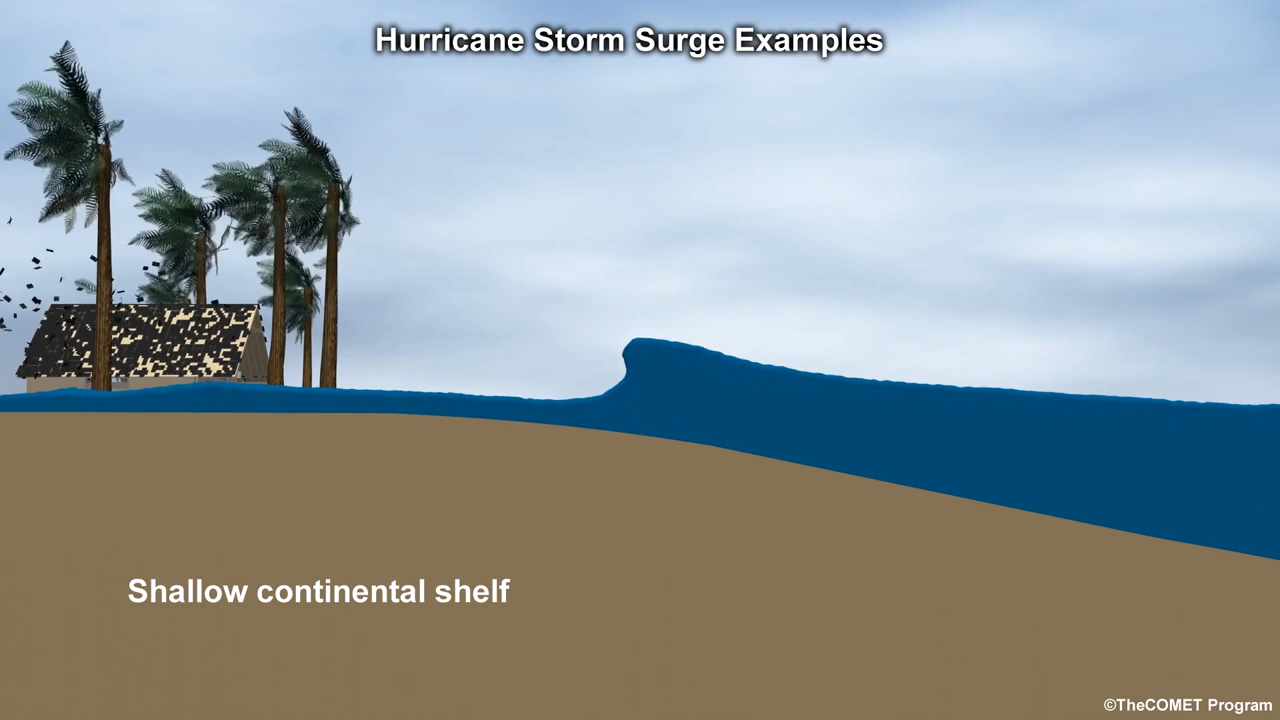 Hurricane Storm Surge Examples
Shallow continental shelf
©TheCOMET Program